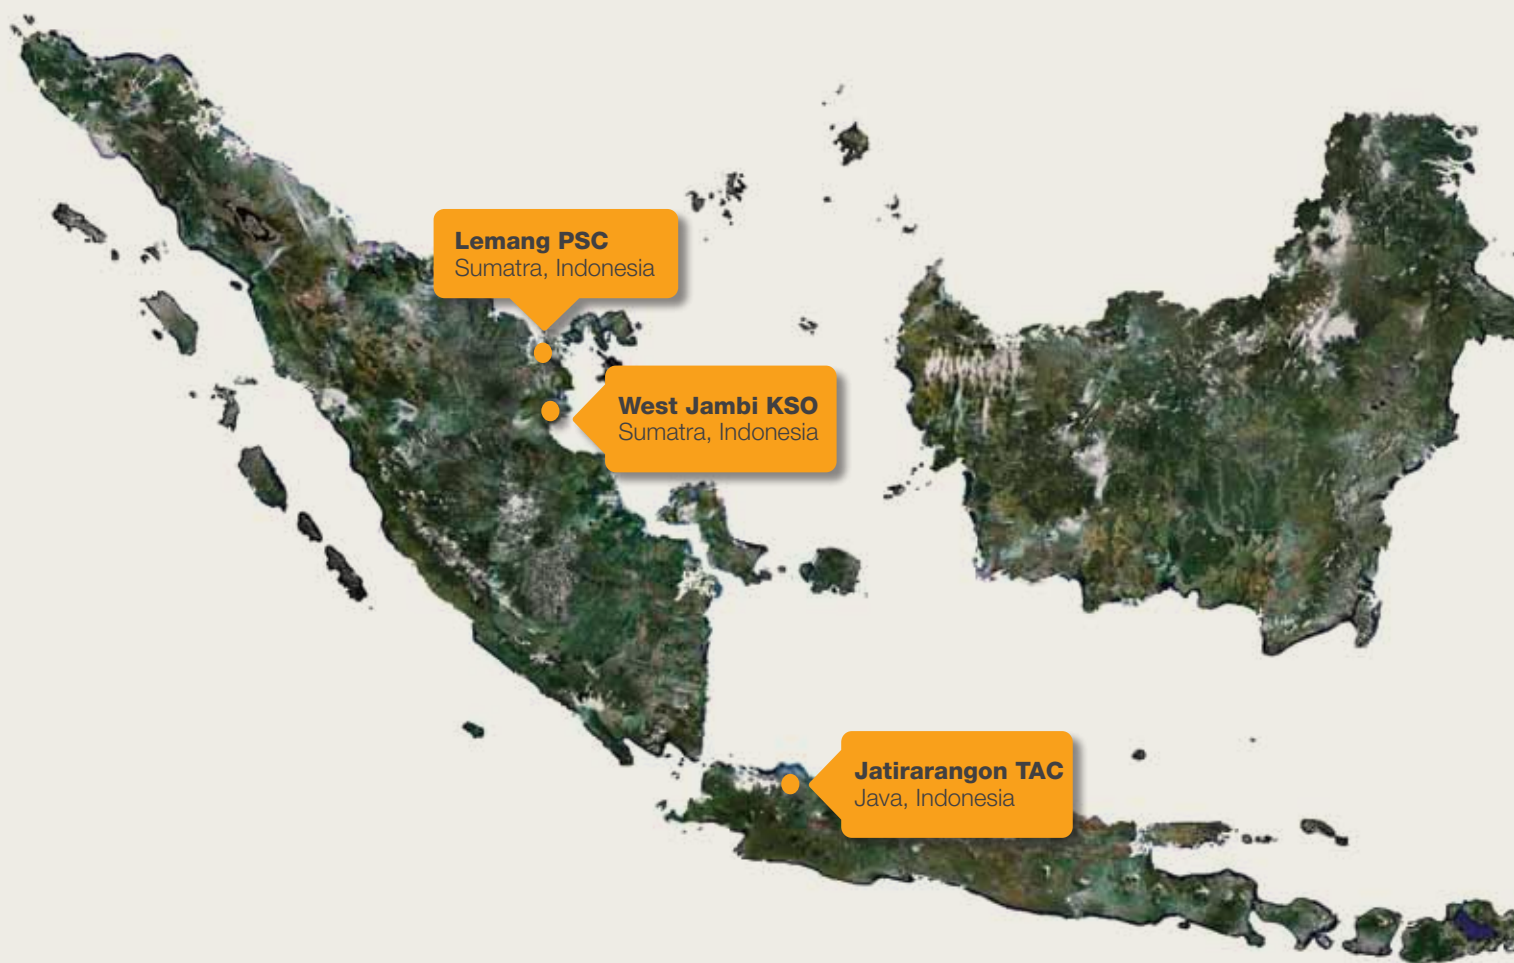 Lemang PSC
Sumatra, Indonesia
West Jambi KSO
Sumatra, Indonesia
Jatirarangon TAC
Java, Indonesia